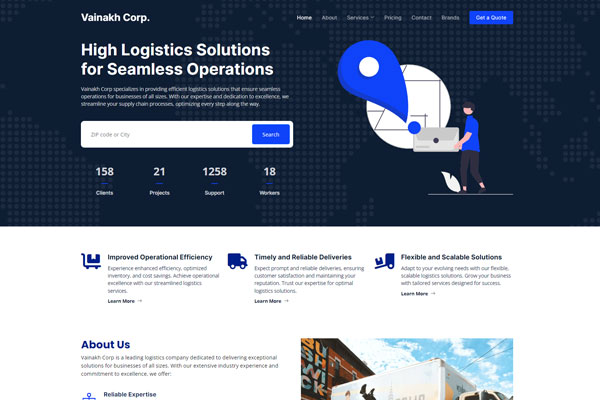 Vainakh Corp.
Home About Services Pricing Contact Brands Get a Quote
High Logistics Solutions
for Seamless Operations
Vainakh Corp specializes in providing efficient logistics solutions that ensure seamless
operations for businesses of all sizes. With our expertise and dedication to excellence, we
streamline your supply chain processes, optimizing every step along the way.
ZIP code or City
Search
158 21 1258 18
Clients Projects Support Workers
Improved Operational Efficiency
Experience enhanced efficiency, optimized
inventory, and cost savings. Achieve operational
excellence with our streamlined logistics
services.
Learn More →
Timely and Reliable Deliveries
Expect prompt and reliable deliveries, ensuring
customer satisfaction and maintaining your
reputation. Trust our expertise for optimal
logistics solutions.
Learn More →
Flexible and Scalable Solutions
Adapt to your evolving needs with our flexible,
scalable logistics solutions. Grow your business
with tailored services designed for success.
Learn More →
About Us
Vainakh Corp is a leading logistics company dedicated to delivering exceptional
solutions for businesses of all sizes. With our extensive industry experience and
commitment to excellence, we offer:
Reliable Expertise
BUSH
WICK